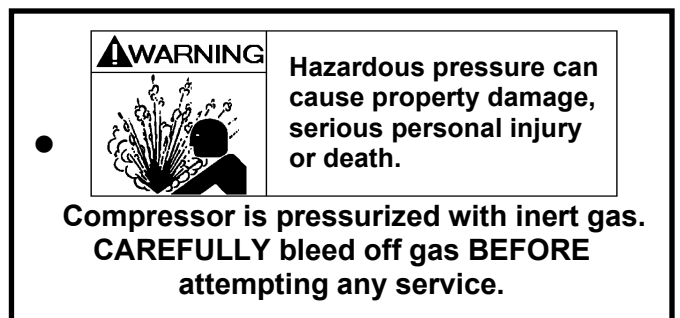 WARNING
Hazardous pressure can
cause property damage,
serious personal injury
or death.
Compressor is pressurized with inert gas.
CAREFULLY bleed off gas BEFORE
attempting any service.